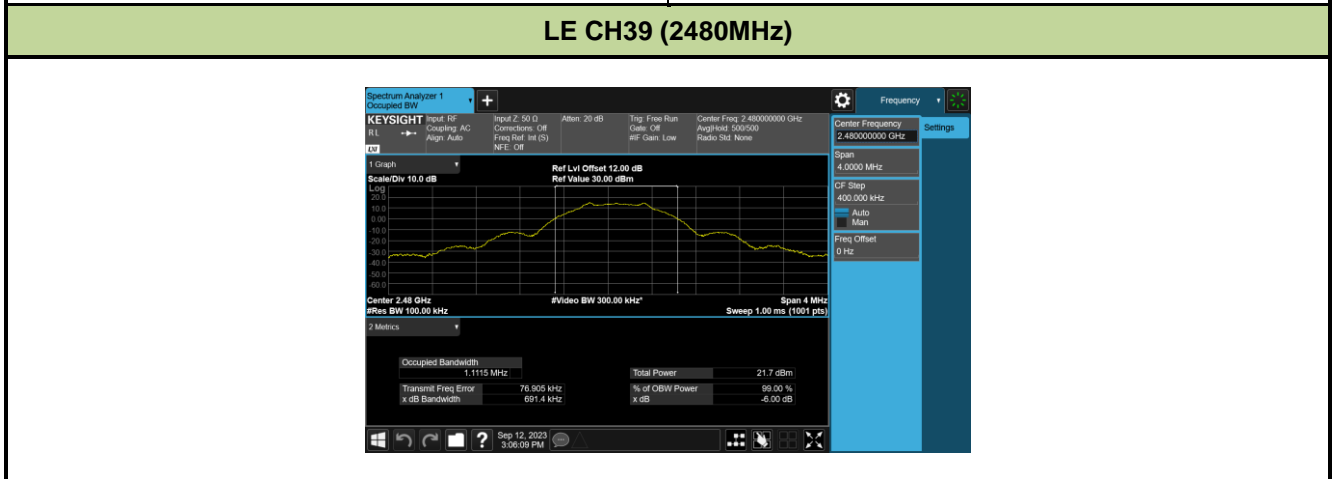 LE CH39 (2480MHz)
Spectrum Analyzer 1
Occupied BW
+
Frequency
KEYSIGHT
RL
LXI
Input: RF
Coupling: AC
Align: Auto
Input Z: 50 Ω
Corrections: Off
Freq Ref: Int (S)
NFE: Off
Atten: 20 dB
Trig: Free Run
Gate: Off
#IF Gain: Low
Center Freq: 2.480000000 GHz
Avg|Hold: 500/500
Radio Std: None
Center Frequency
2.480000000 GHz
Settings
Span
4.0000 MHz
CF Step
400.000 kHz
Auto
Man
Freq Offset
0 Hz
1 Graph
Scale/Div 10.0 dB
Ref Lvl Offset 12.00 dB
Ref Value 30.00 dBm
Log
20.0
10.0
0.00
-10.0
-20.0
-30.0
-40.0
-50.0
-60.0
Center 2.48 GHz
#Video BW 300.00 kHz*
Span 4 MHz
#Res BW 100.00 kHz
Sweep 1.00 ms (1001 pts)
2 Metrics
Occupied Bandwidth
1.1115 MHz
Total Power 21.7 dBm
Transmit Freq Error 76.905 kHz
% of OBW Power 99.00 %
x dB Bandwidth 691.4 kHz
x dB -6.00 dB
?
Sep 12, 2023
3:06:09 PM